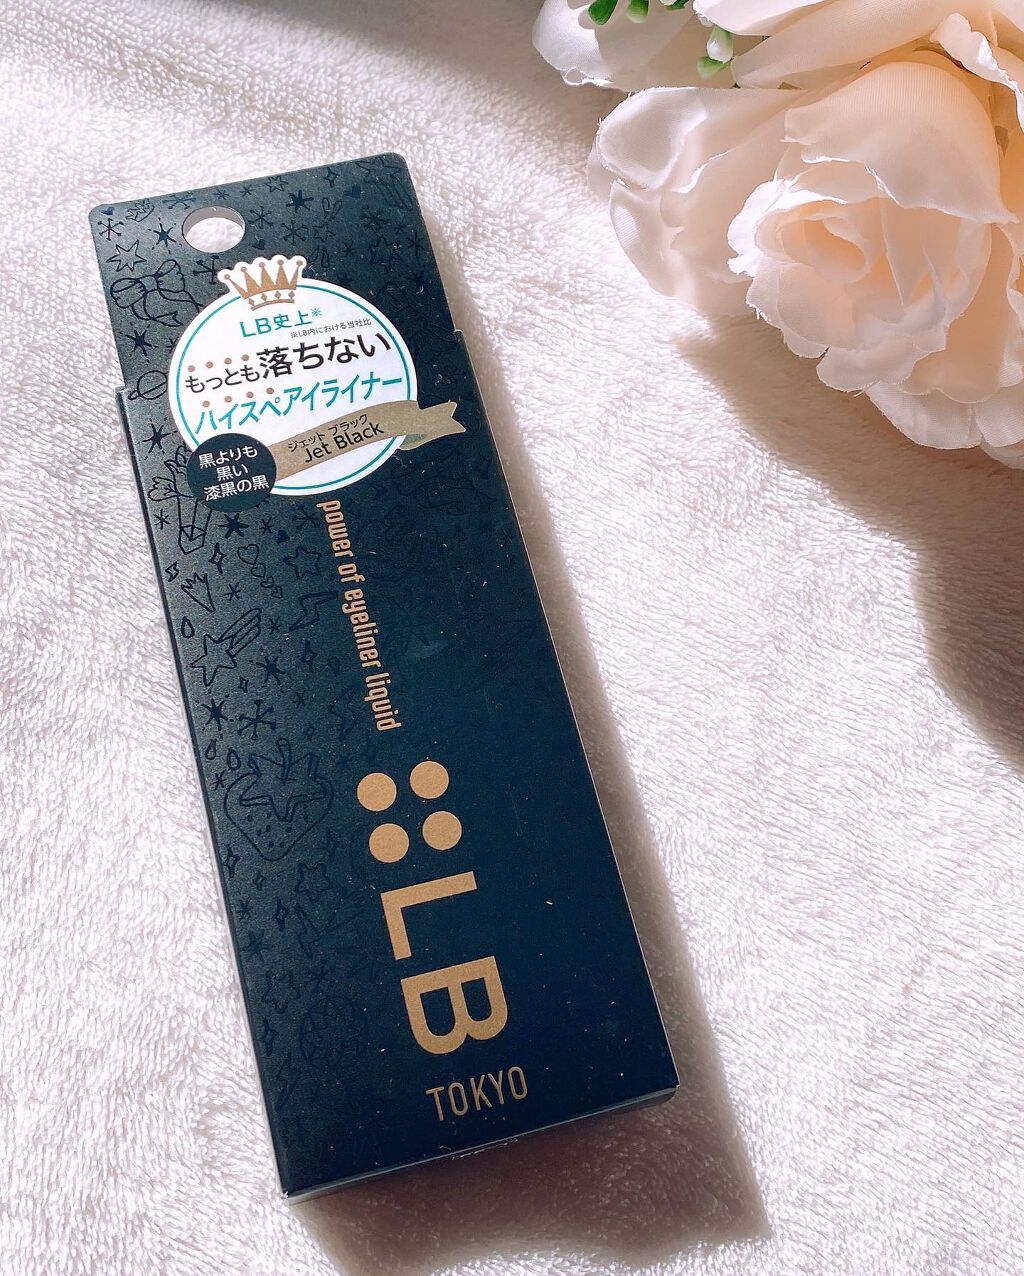 LB史上※
※LB内における当社比
もっとも落ちない
ハイスペアイライナー
ジェット ブラック
Jet Black
黒よりも
黒い
漆黒の黒
power of eyeliner liquid
LB
TOKYO